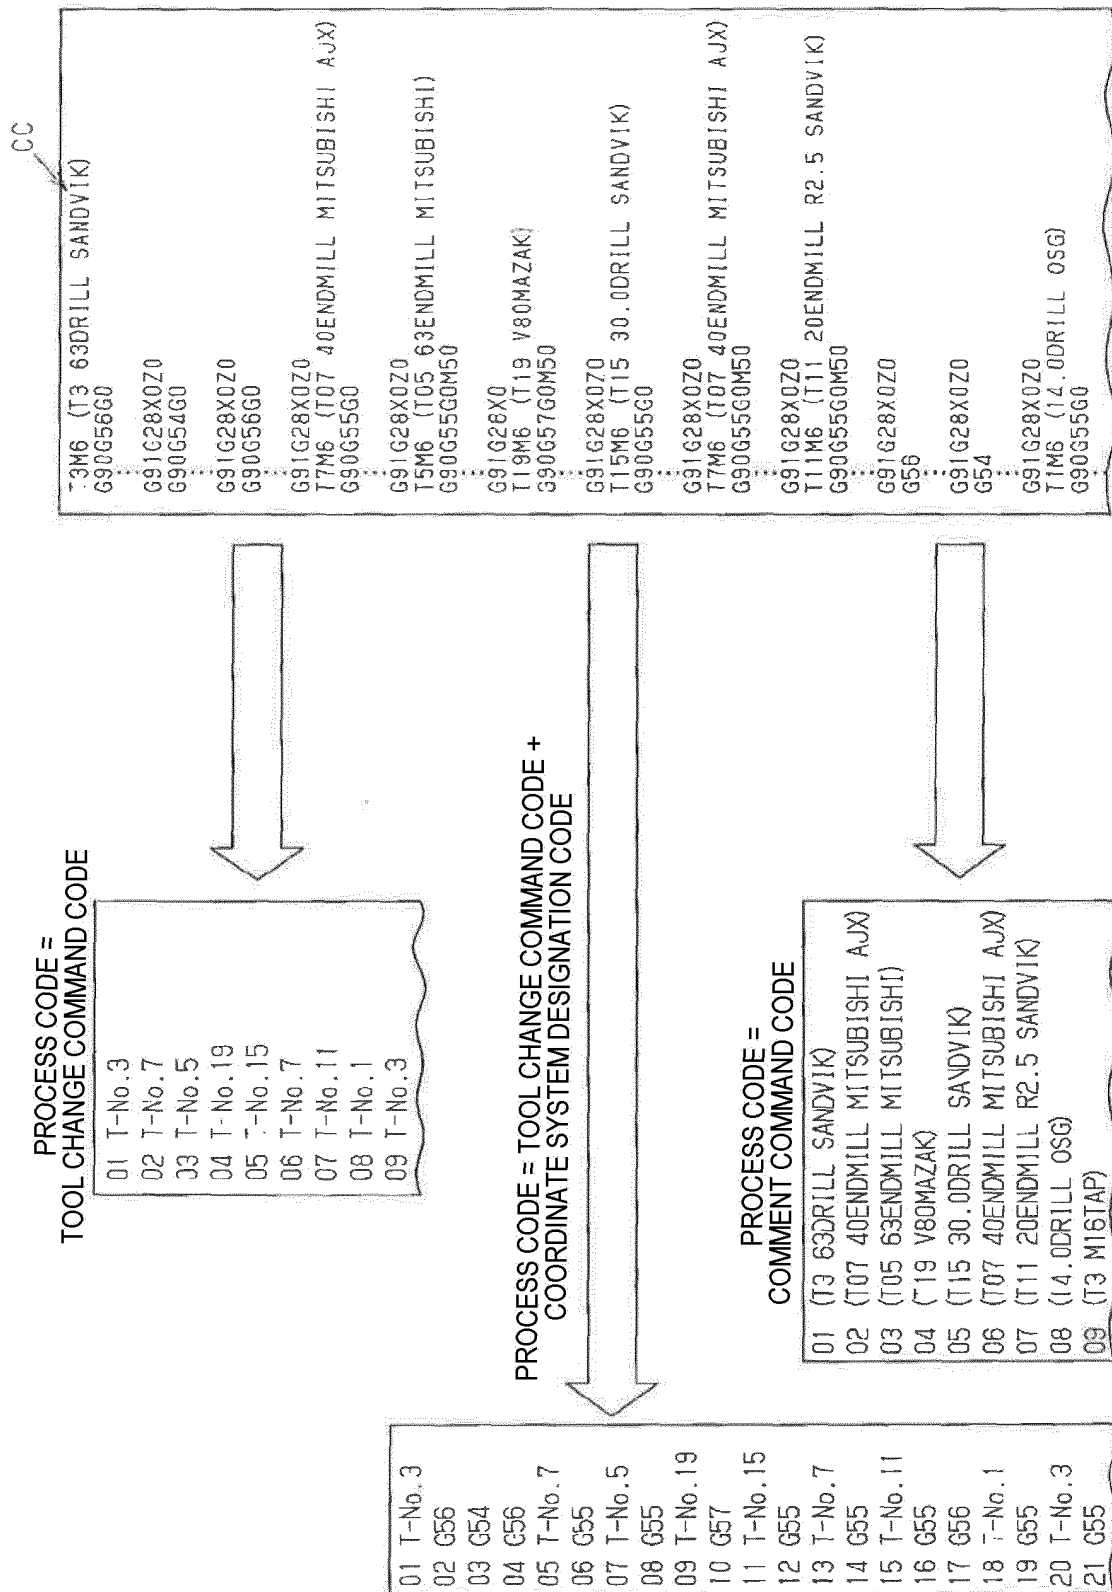 PROCESS CODE =
TOOL CHANGE COMMAND CODE
01 T-No.3
02 T-No.7
03 T-No.5
04 T-No.19
05 T-No.15
06 T-No.7
07 T-No.11
08 T-No.1
09 T-No.3
PROCESS CODE = TOOL CHANGE COMMAND CODE +
COORDINATE SYSTEM DESIGNATION CODE
01 T-No.3
02 G56
03 G54
04 G56
05 T-No.7
06 G55
07 T-No.5
08 G55
09 T-No.19
10 G57
11 T-No.15
12 G55
13 T-No.7
14 G55
15 T-No.11
16 G55
17 G56
18 T-No.1
19 G55
20 T-No.3
21 G55
PROCESS CODE =
COMMENT COMMAND CODE
01 (T3 63DRILL SANDVIK)
02 (T07 40ENDMILL MITSUBISHI AJX)
03 (T05 63ENDMILL MITSUBISHI)
04 (T19 V80MAZAK)
05 (T15 30.0DRILL SANDVIK)
06 (T07 40ENDMILL MITSUBISHI AJX)
07 (T11 20ENDMILL R2.5 SANDVIK)
08 (14.0DRILL OSG)
09 (T3 M16TAP)
CC
T3M6 (T3 63DRILL SANDVIK)
G90G56G0
G91G28X0Z0
G90G54G0
G91G28X0Z0
G90G56G0
G91G28X0Z0
T7M6 (T07 40ENDMILL MITSUBISHI AJX)
G90G55G0
G91G28X0Z0
T5M6 (T05 63ENDMILL MITSUBISHI)
G90G55G0M50
G91G28X0
T19M6 (T19 V80MAZAK)
G90G57G0M50
G91G28X0Z0
T15M6 (T15 30.0DRILL SANDVIK)
G90G55G0
G91G28X0Z0
T7M6 (T07 40ENDMILL MITSUBISHI AJX)
G90G55G0M50
G91G28X0Z0
T11M6 (T11 20ENDMILL R2.5 SANDVIK)
G90G55G0M50
G91G28X0Z0
G56
G91G28X0Z0
G54
G91G28X0Z0
T1M6 (14.0DRILL OSG)
G90G55G0